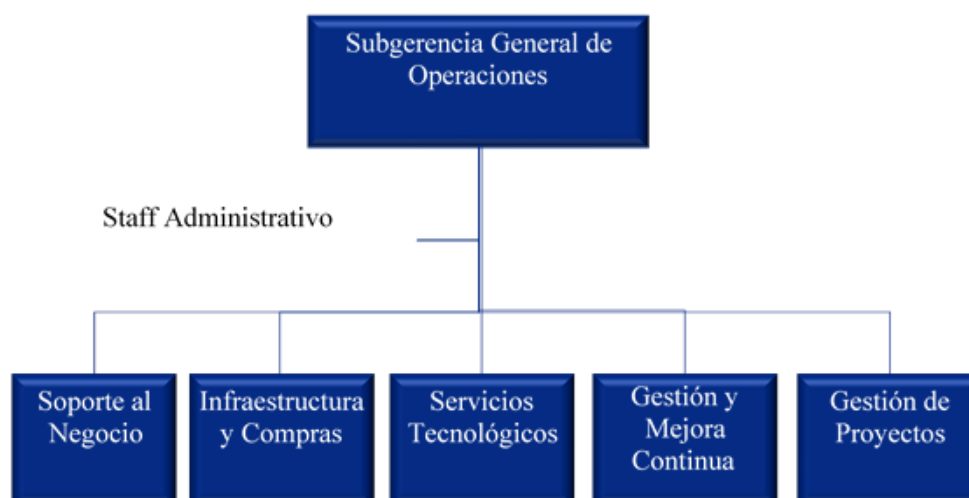 Subgerencia General de
Operaciones
Staff Administrativo
Soporte al
Negocio
Infraestructura
y Compras
Servicios
Tecnológicos
Gestión y
Mejora
Continua
Gestión de
Proyectos